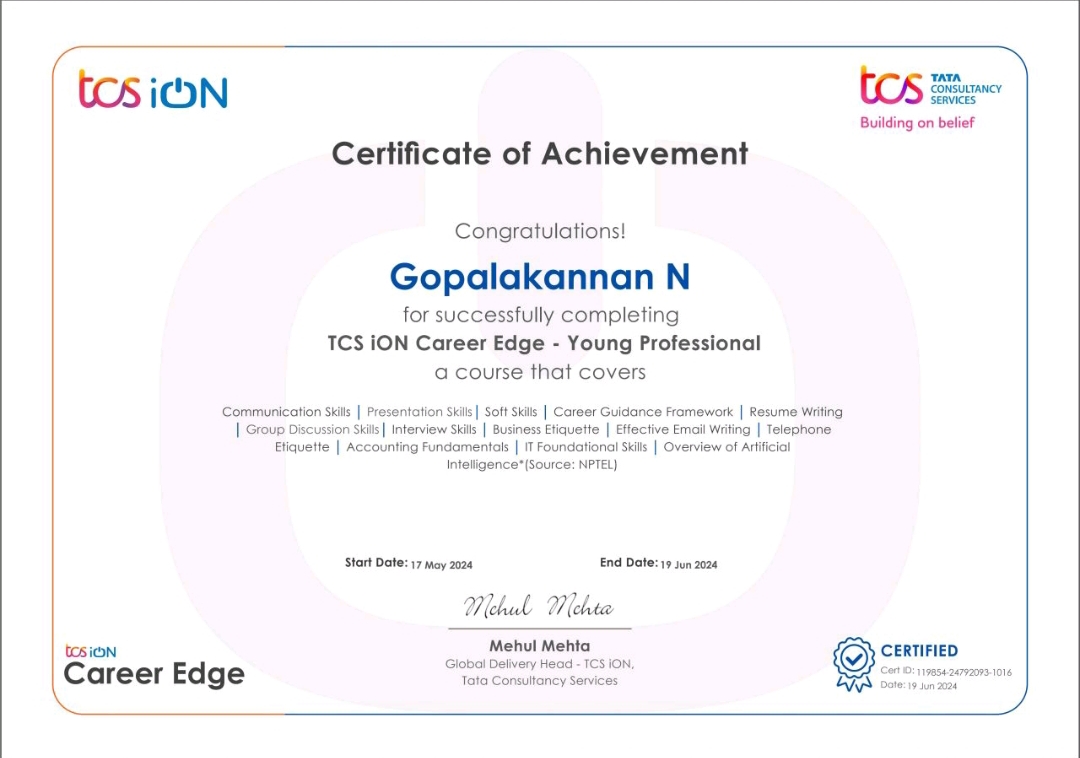 tcs iON
tcs TATA
CONSULTANCY
SERVICES
Building on belief
Certificate of Achievement
Congratulations!
Gopalakannan N
for successfully completing
TCS iON Career Edge - Young Professional
a course that covers
Communication Skills | Presentation Skills | Soft Skills | Career Guidance Framework | Resume Writing
| Group Discussion Skills | Interview Skills | Business Etiquette | Effective Email Writing | Telephone
Etiquette | Accounting Fundamentals | IT Foundational Skills | Overview of Artificial
Intelligence*(Source: NPTEL)
Start Date: 17 May 2024 End Date: 19 Jun 2024
Mehul Mehta
Mehul Mehta
Global Delivery Head - TCS iON,
Tata Consultancy Services
tcs iON
Career Edge
CERTIFIED
Cert ID: 119854-24792093-1016
Date: 19 Jun 2024